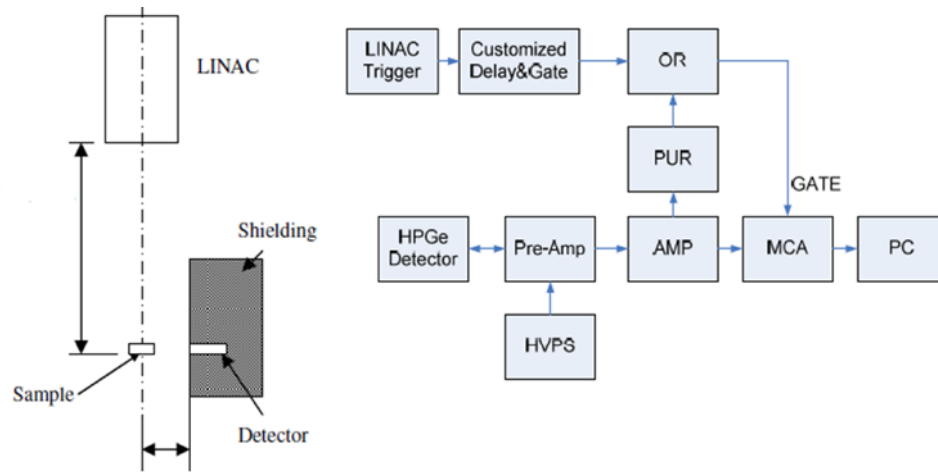 LINAC
Shielding
Sample
Detector
LINAC
Trigger
Customized
Delay&Gate
OR
PUR
GATE
HPGe
Detector
Pre-Amp
AMP
MCA
PC
HVPS